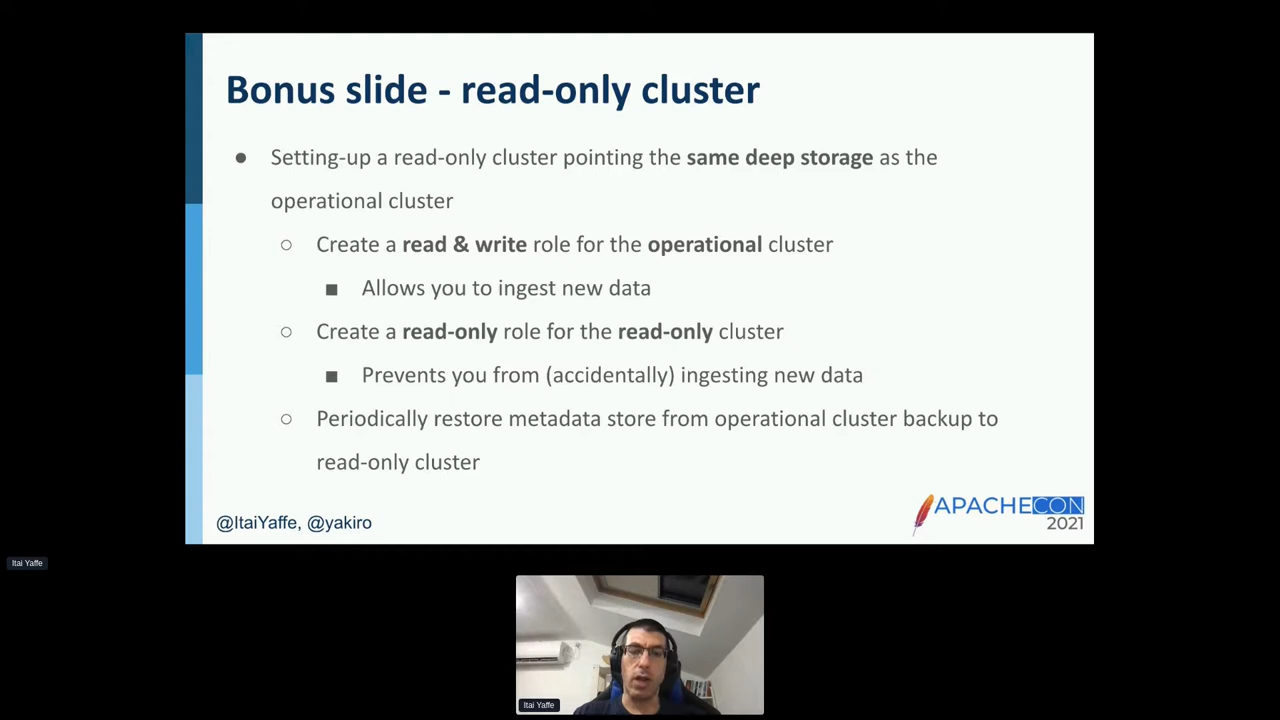 Bonus slide - read-only cluster
● Setting-up a read-only cluster pointing the same deep storage as the
operational cluster
○ Create a read & write role for the operational cluster
■ Allows you to ingest new data
○ Create a read-only role for the read-only cluster
■ Prevents you from (accidentally) ingesting new data
○ Periodically restore metadata store from operational cluster backup to
read-only cluster
@ItaiYaffe, @yakiro
APACHECON
2021
Itai Yaffe
Itai Yaffe